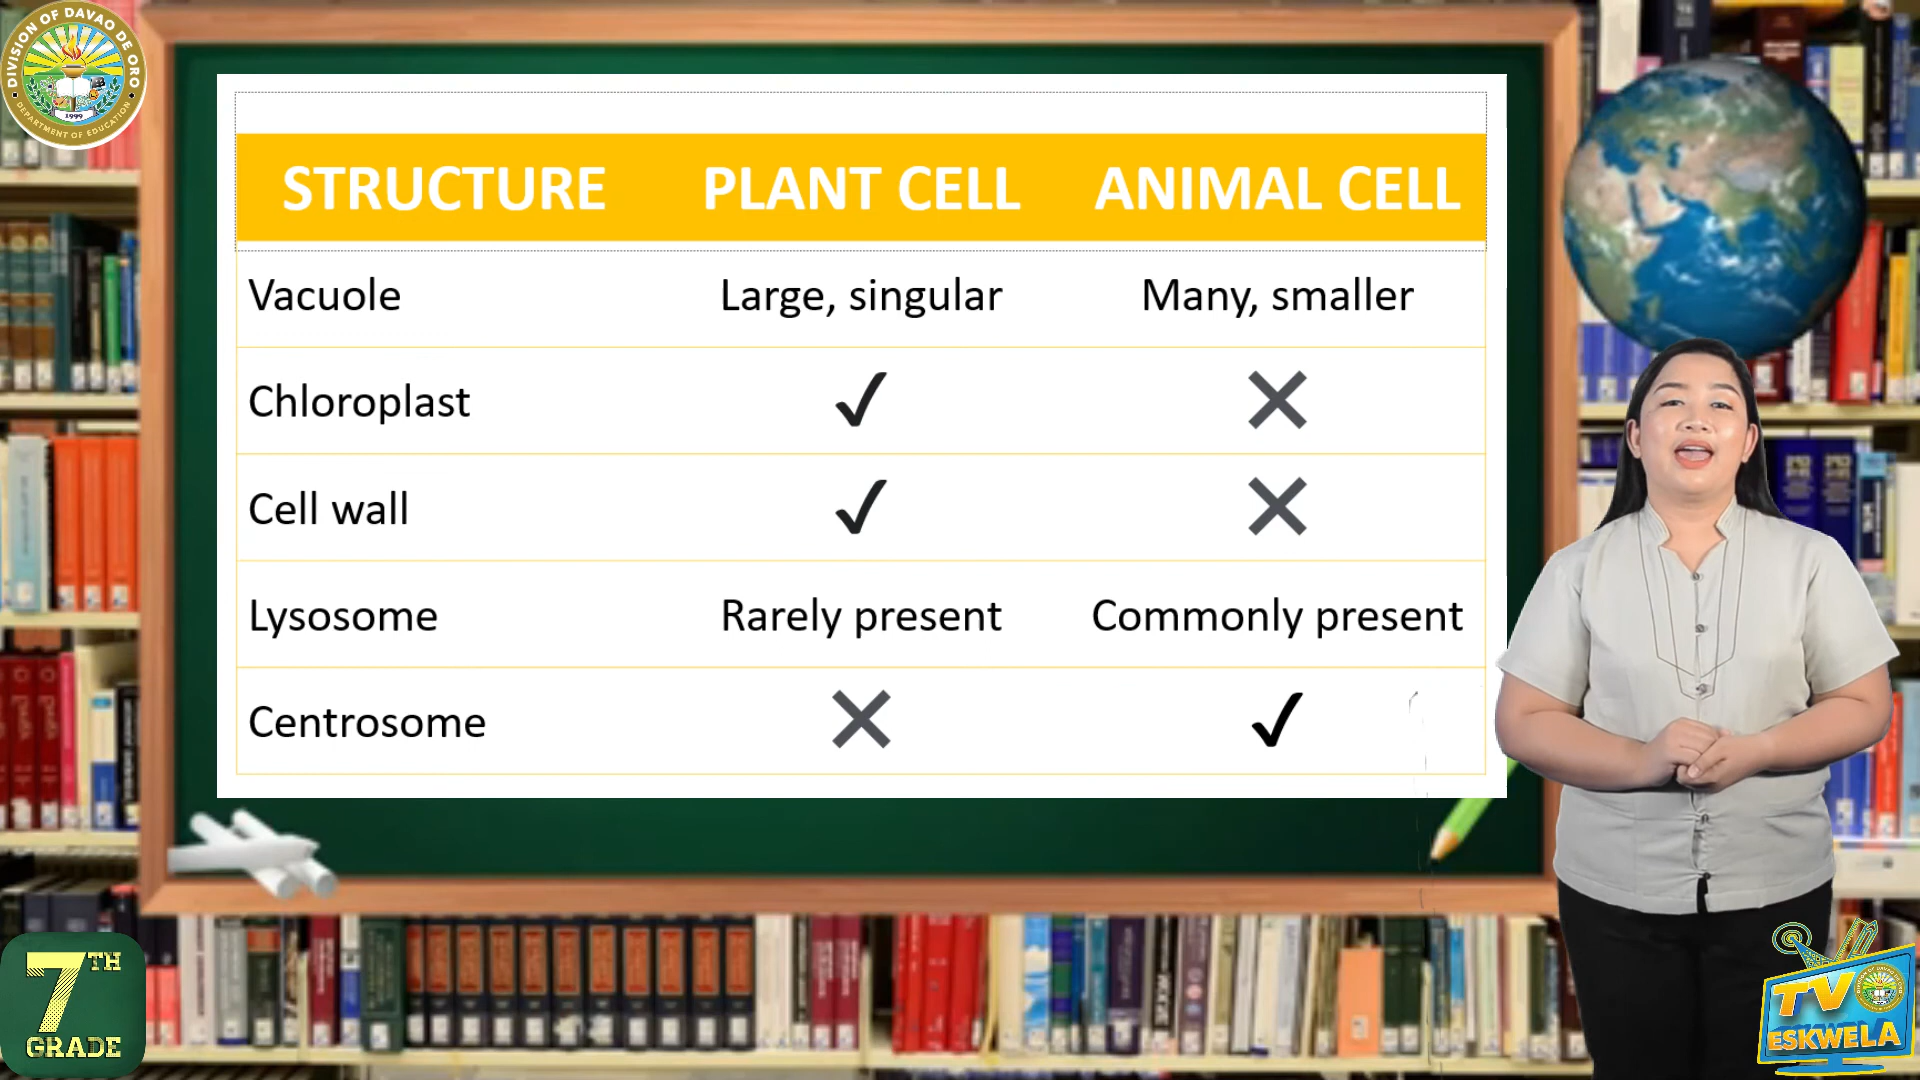 DIVISION OF DAVAO DE ORO
DEPARTMENT OF EDUCATION
1999
STRUCTURE PLANT CELL ANIMAL CELL
Vacuole Large, singular Many, smaller
Chloroplast ✓ ✕
Cell wall ✓ ✕
Lysosome Rarely present Commonly present
Centrosome ✕ ✓
7TH
GRADE
TV
ESKWELA